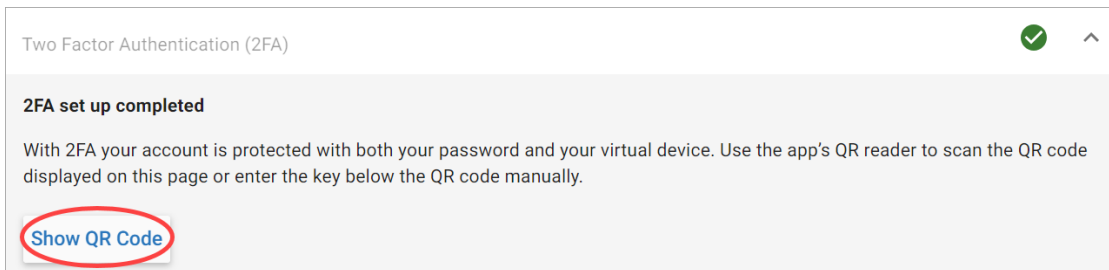 Two Factor Authentication (2FA)
2FA set up completed
With 2FA your account is protected with both your password and your virtual device. Use the app's QR reader to scan the QR code
displayed on this page or enter the key below the QR code manually.
Show QR Code